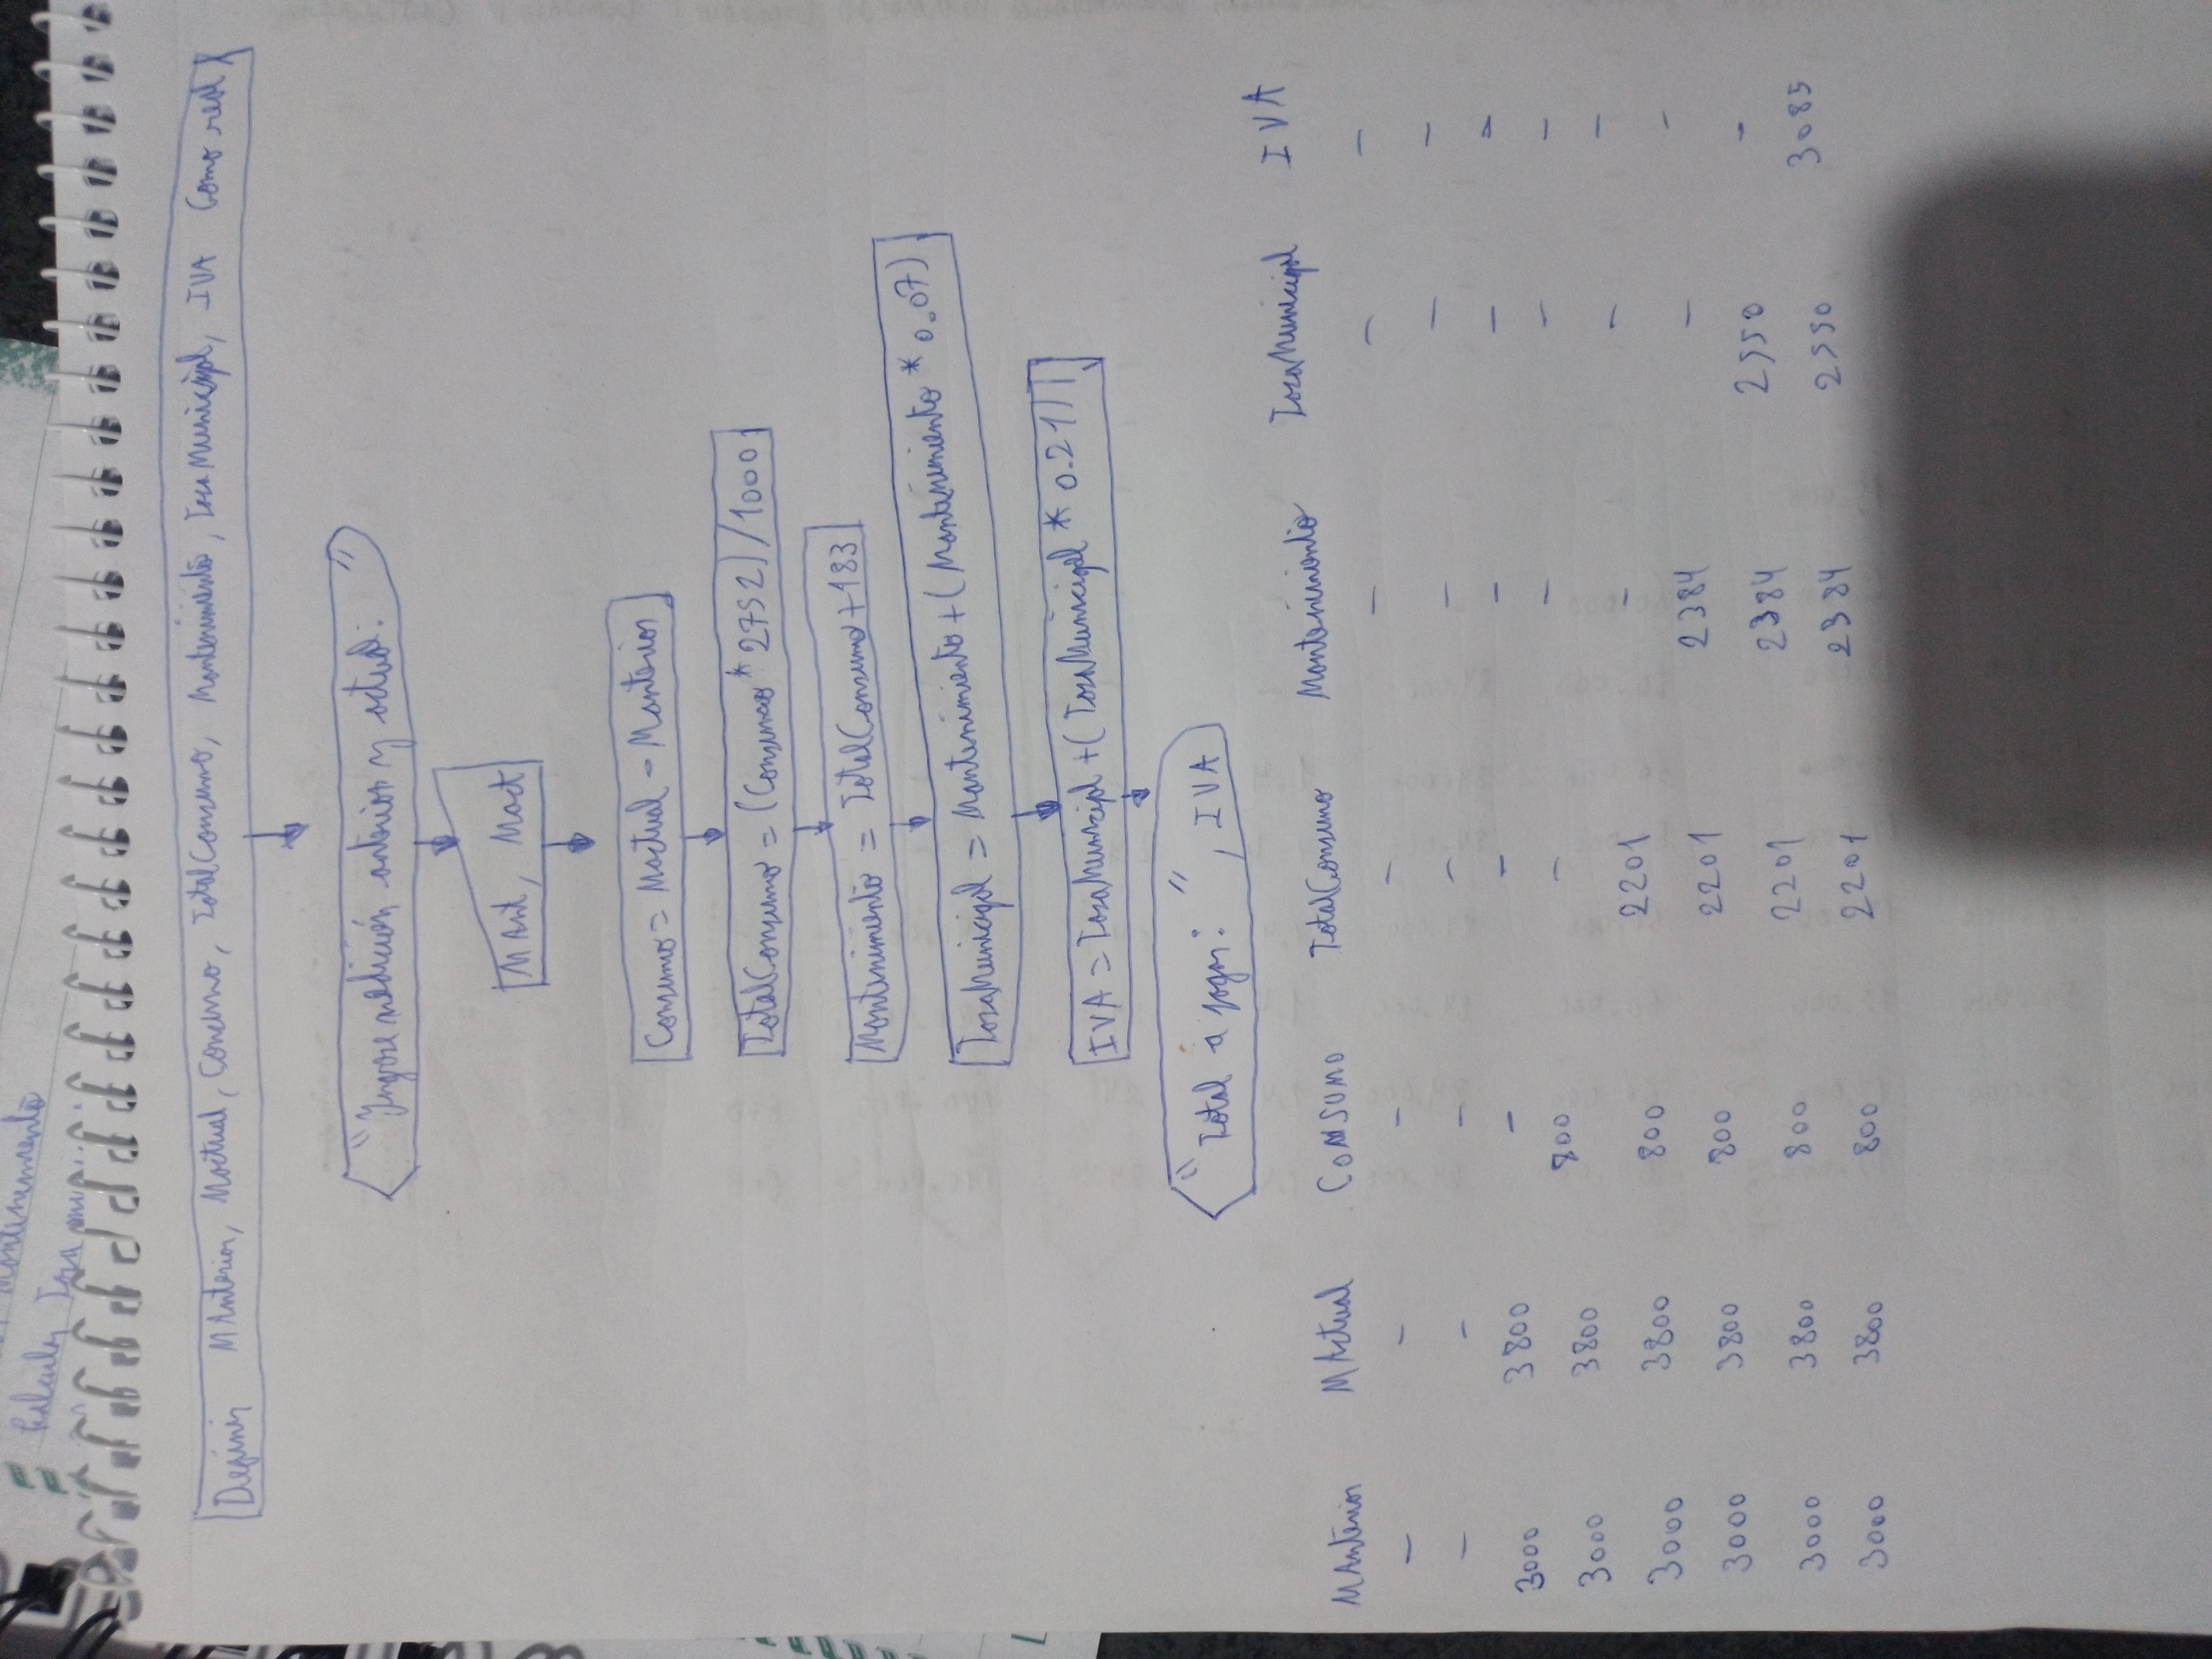 Mantenimiento
Calcular Tasa mu
Definir MAnterior, Mactual, Consumo, TotalConsumo, Mantenimiento, TasaMunicipal, IVA Como real
"Ingrese medición anterior y actual: "
MAnt, Mact
Consumo = Mactual - Manterior
TotalConsumo = (Consumo * 2752) / 1000
Mantenimiento = TotalConsumo + 183
TasaMunicipal = Mantenimiento + (Mantenimiento * 0.07)
IVA = TasaMunicipal + (TasaMunicipal * 0.21)
"Total a pagar: ", IVA
MAnterior MActual CONSUMO TotalConsumo Mantenimiento TasaMunicipal IVA
- - - - - - -
- - - - - - -
3000 3800 - - - - -
3000 3800 800 - - - -
3000 3800 800 2201 - - -
3000 3800 800 2201 2384 - -
3000 3800 800 2201 2384 2550 -
3000 3800 800 2201 2384 2550 3085